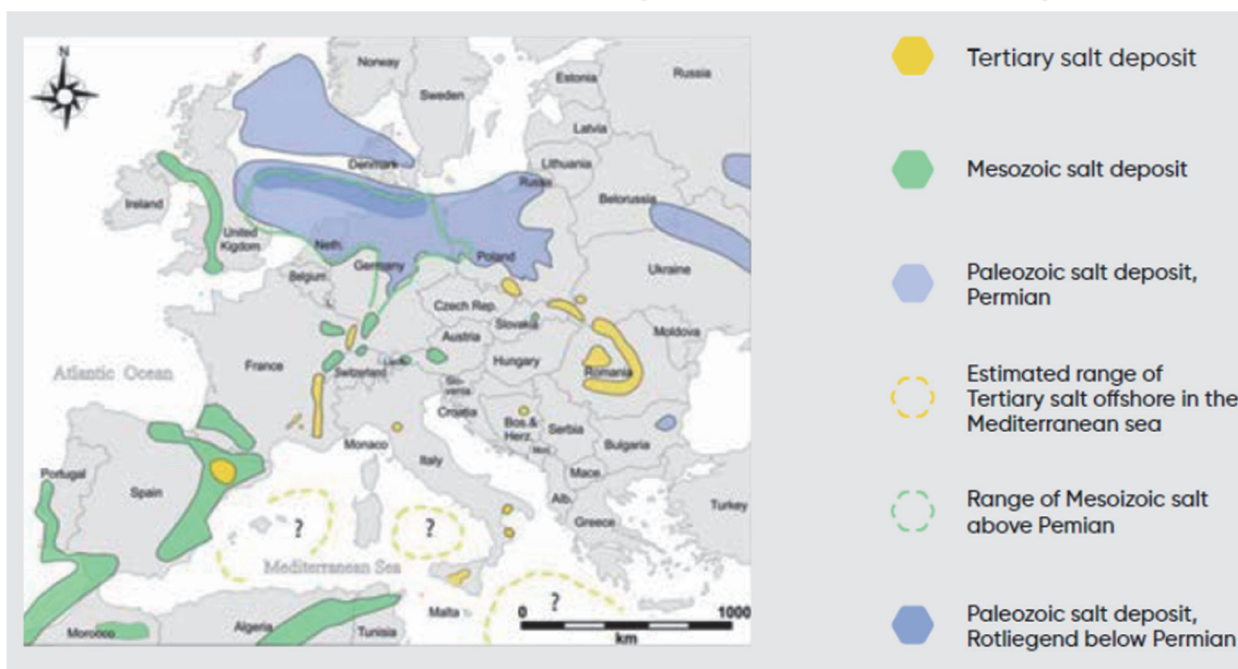 N
Norway
Sweden
Estonia
Russia
Latvia
Lithuania
Russia
Denmark
Belorussia
Ireland
United
Kigdom
Neth.
Germany
Poland
Ukraine
Belgium
L.
Czech Rep.
Slovakia
Moldova
Austria
Hungary
France
Switzerland
Romania
Atlantic Ocean
Slo-
venia
Croatia
Bos.&
Herz.
Serbia
Bulgaria
Monaco
Italy
Mace.
Alb.
Portugal
Spain
Greece
Turkey
?
?
Mediterranean Sea
?
Malta
0 1000
km
Morocco
Algeria
Tunisia
Tertiary salt deposit
Mesozoic salt deposit
Paleozoic salt deposit,
Permian
Estimated range of
Tertiary salt offshore in the
Mediterranean sea
Range of Mesoizoic salt
above Pemian
Paleozoic salt deposit,
Rotliegend below Permian